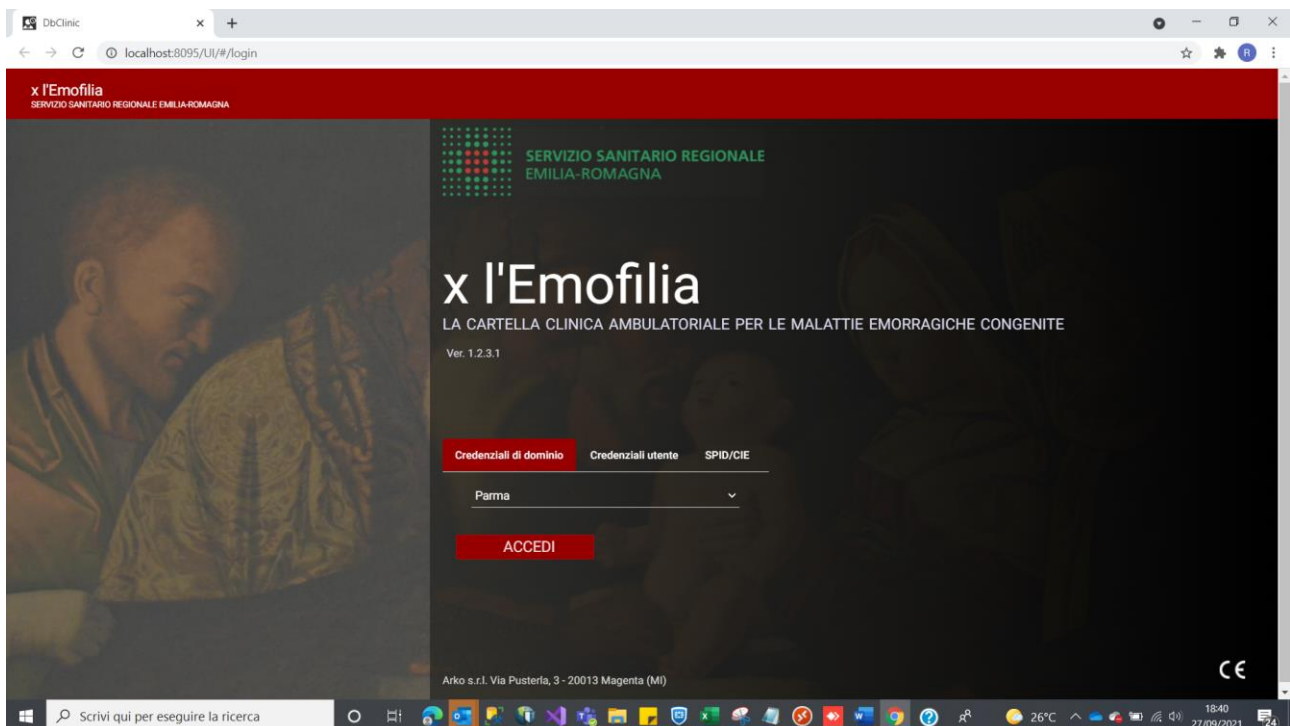 DbClinic
localhost:8095/UI/#/login
R
x l'Emofilia
SERVIZIO SANITARIO REGIONALE EMILIA-ROMAGNA
SERVIZIO SANITARIO REGIONALE
EMILIA-ROMAGNA
x l'Emofilia
LA CARTELLA CLINICA AMBULATORIALE PER LE MALATTIE EMORRAGICHE CONGENITE
Ver. 1.2.3.1
Credenziali di dominio Credenziali utente SPID/CIE
Parma
ACCEDI
Arko s.r.l. Via Pusterla, 3 - 20013 Magenta (MI)
CE
Scrivi qui per eseguire la ricerca
26°C
18:40
27/09/2021
24